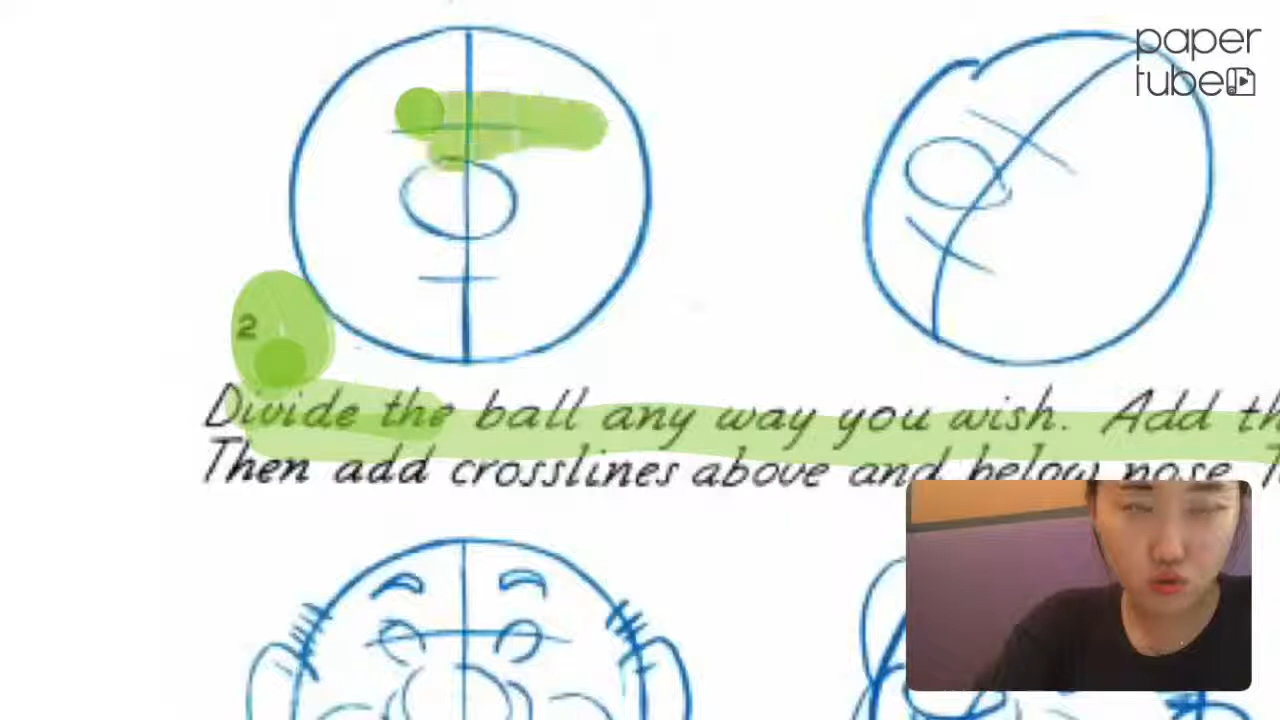 paper
tube
2
Divide the ball any way you wish. Add th
Then add crosslines above and below nose